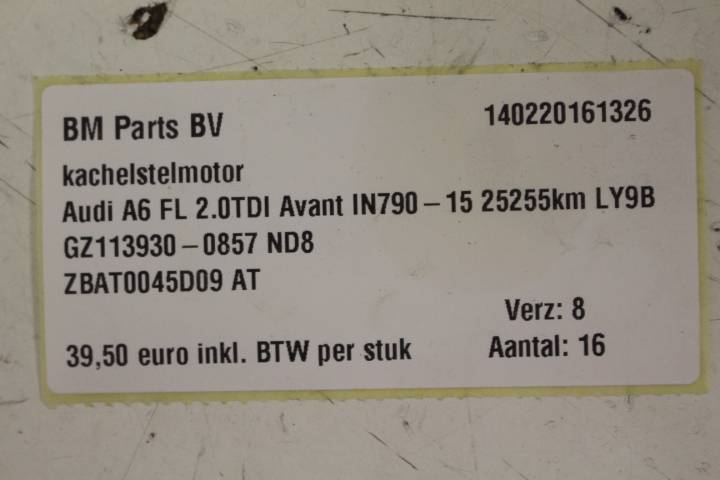 BM Parts BV 140220161326
kachelstelmotor
Audi A6 FL 2.0TDI Avant IN790-15 25255km LY9B
GZ113930-0857 ND8
ZBAT0045D09 AT
Verz: 8
39,50 euro inkl. BTW per stuk Aantal: 16